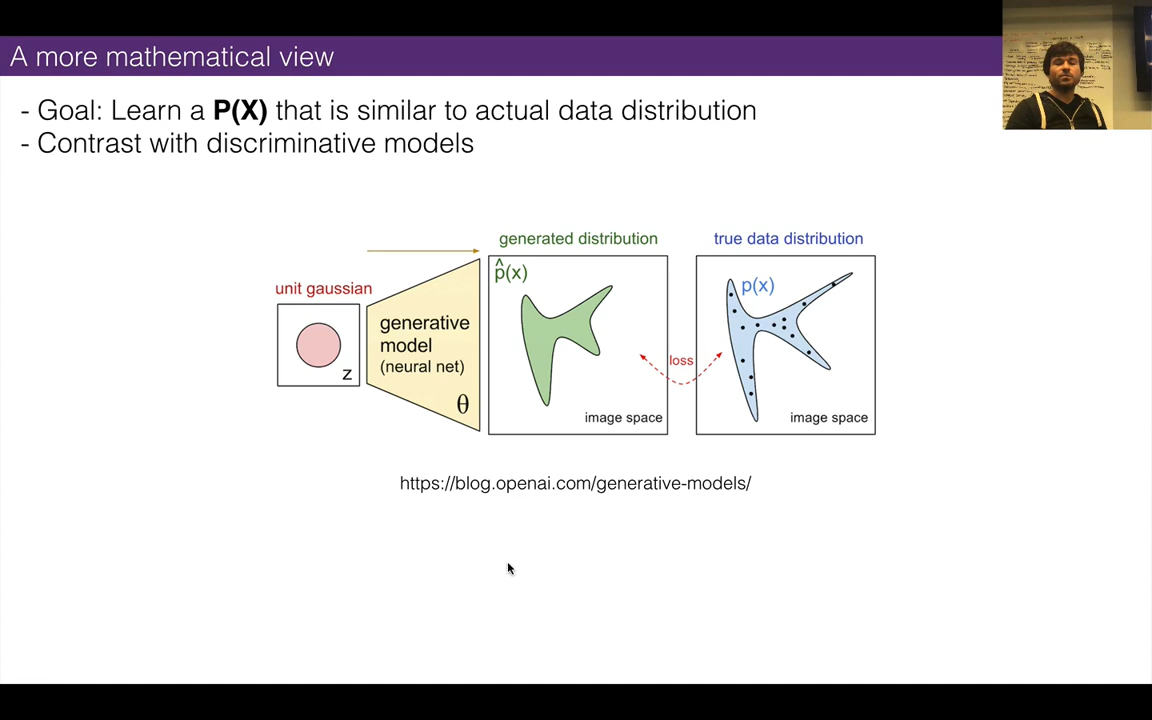 A more mathematical view
- Goal: Learn a P(X) that is similar to actual data distribution
- Contrast with discriminative models
generated distribution
true data distribution
p̂(x)
p(x)
unit gaussian
generative
model
(neural net)
loss
z
θ
image space
image space
https://blog.openai.com/generative-models/